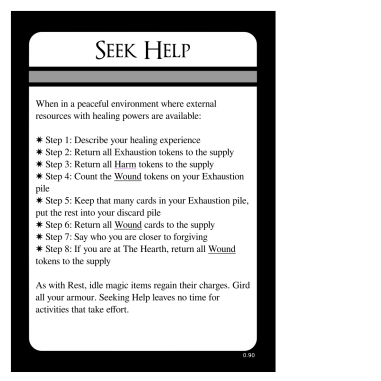 SEEK HELP
When in a peaceful environment where external
resources with healing powers are available:
✷ Step 1: Describe your healing experience
✷ Step 2: Return all Exhaustion tokens to the supply
✷ Step 3: Return all Harm tokens to the supply
✷ Step 4: Count the Wound tokens on your Exhaustion
pile
✷ Step 5: Keep that many cards in your Exhaustion pile,
put the rest into your discard pile
✷ Step 6: Return all Wound cards to the supply
✷ Step 7: Say who you are closer to forgiving
✷ Step 8: If you are at The Hearth, return all Wound
tokens to the supply
As with Rest, idle magic items regain their charges. Gird
all your armour. Seeking Help leaves no time for
activities that take effort.
0.90